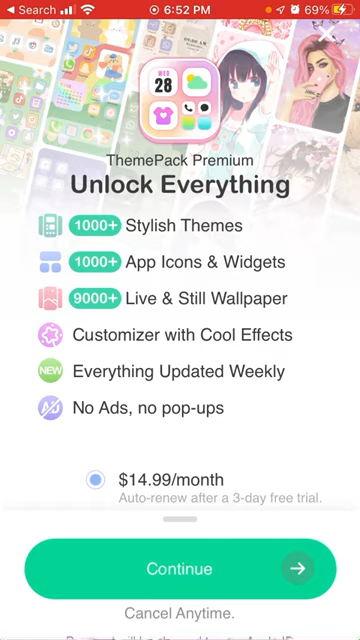 Search
6:52 PM
69%
WED
28
ThemePack Premium
Unlock Everything
1000+ Stylish Themes
1000+ App Icons & Widgets
9000+ Live & Still Wallpaper
Customizer with Cool Effects
NEW Everything Updated Weekly
AD No Ads, no pop-ups
$14.99/month
Auto-renew after a 3-day free trial.
Continue
Cancel Anytime.